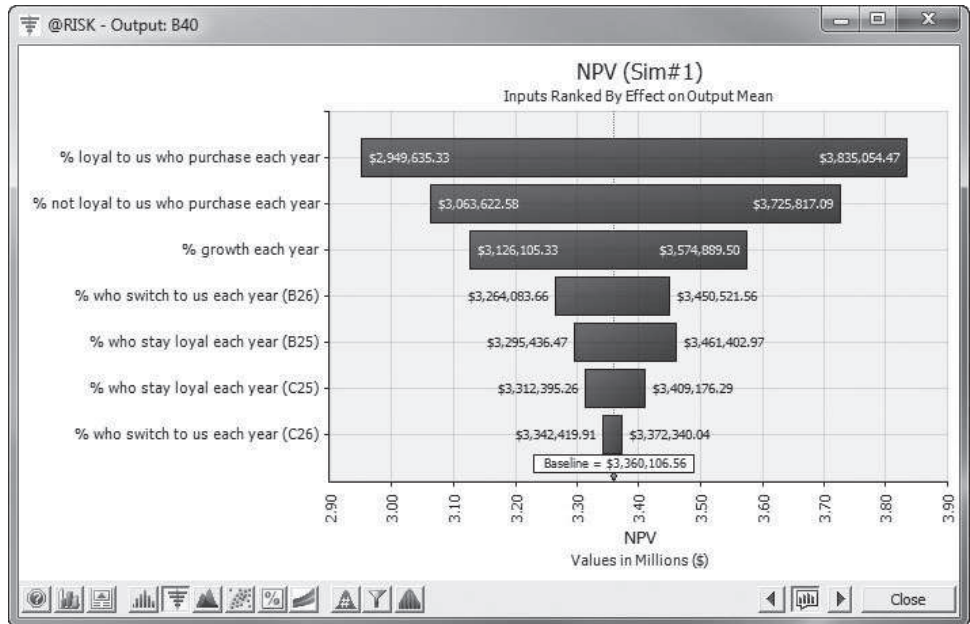 @RISK - Output: B40
NPV (Sim#1)
Inputs Ranked By Effect on Output Mean
% loyal to us who purchase each year
$2,949,635.33
$3,835,054.47
% not loyal to us who purchase each year
$3,063,622.58
$3,725,817.09
% growth each year
$3,126,105.33
$3,574,889.50
% who switch to us each year (B26)
$3,264,083.66
$3,450,521.56
% who stay loyal each year (B25)
$3,295,436.47
$3,461,402.97
% who stay loyal each year (C25)
$3,312,395.26
$3,409,176.29
% who switch to us each year (C26)
$3,342,419.91
$3,372,340.04
Baseline = $3,360,106.56
2.90
3.00
3.10
3.20
3.30
3.40
3.50
3.60
3.70
3.80
3.90
NPV
Values in Millions ($)
Close